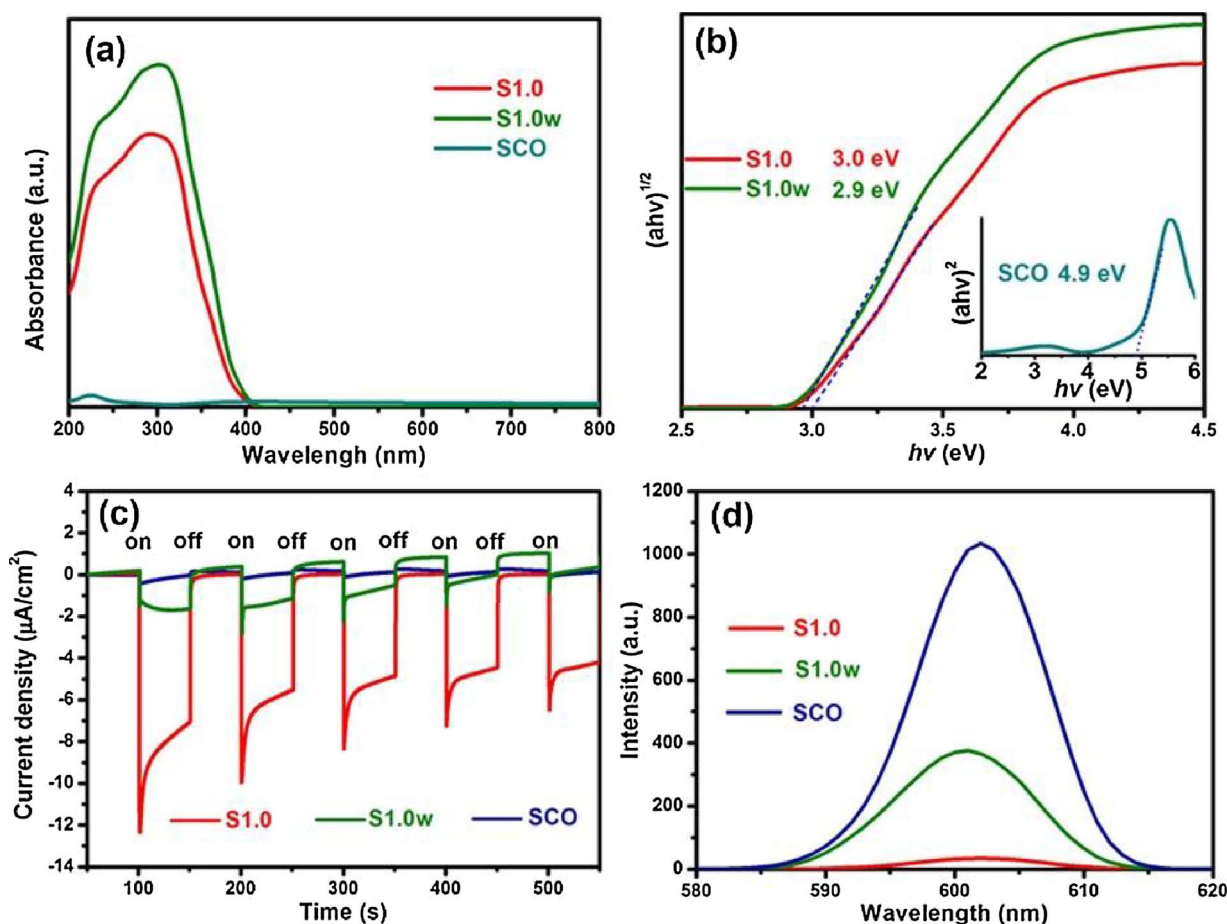 (a)
S1.0
S1.0w
SCO
Absorbance (a.u.)
200 300 400 500 600 700 800
Wavelengh (nm)
(b)
S1.0 3.0 eV
S1.0w 2.9 eV
(ahv)1/2
SCO 4.9 eV
(ahv)2
2 3 4 5 6
hv (eV)
2.5 3.0 3.5 4.0 4.5
hv (eV)
(c)
on off on off on off on off on
4
2
0
-2
-4
-6
-8
-10
-12
-14
Current density (μA/cm2)
S1.0 S1.0w SCO
100 200 300 400 500
Time (s)
(d)
1200
1000
800
600
400
200
0
Intensity (a.u.)
S1.0
S1.0w
SCO
580 590 600 610 620
Wavelength (nm)